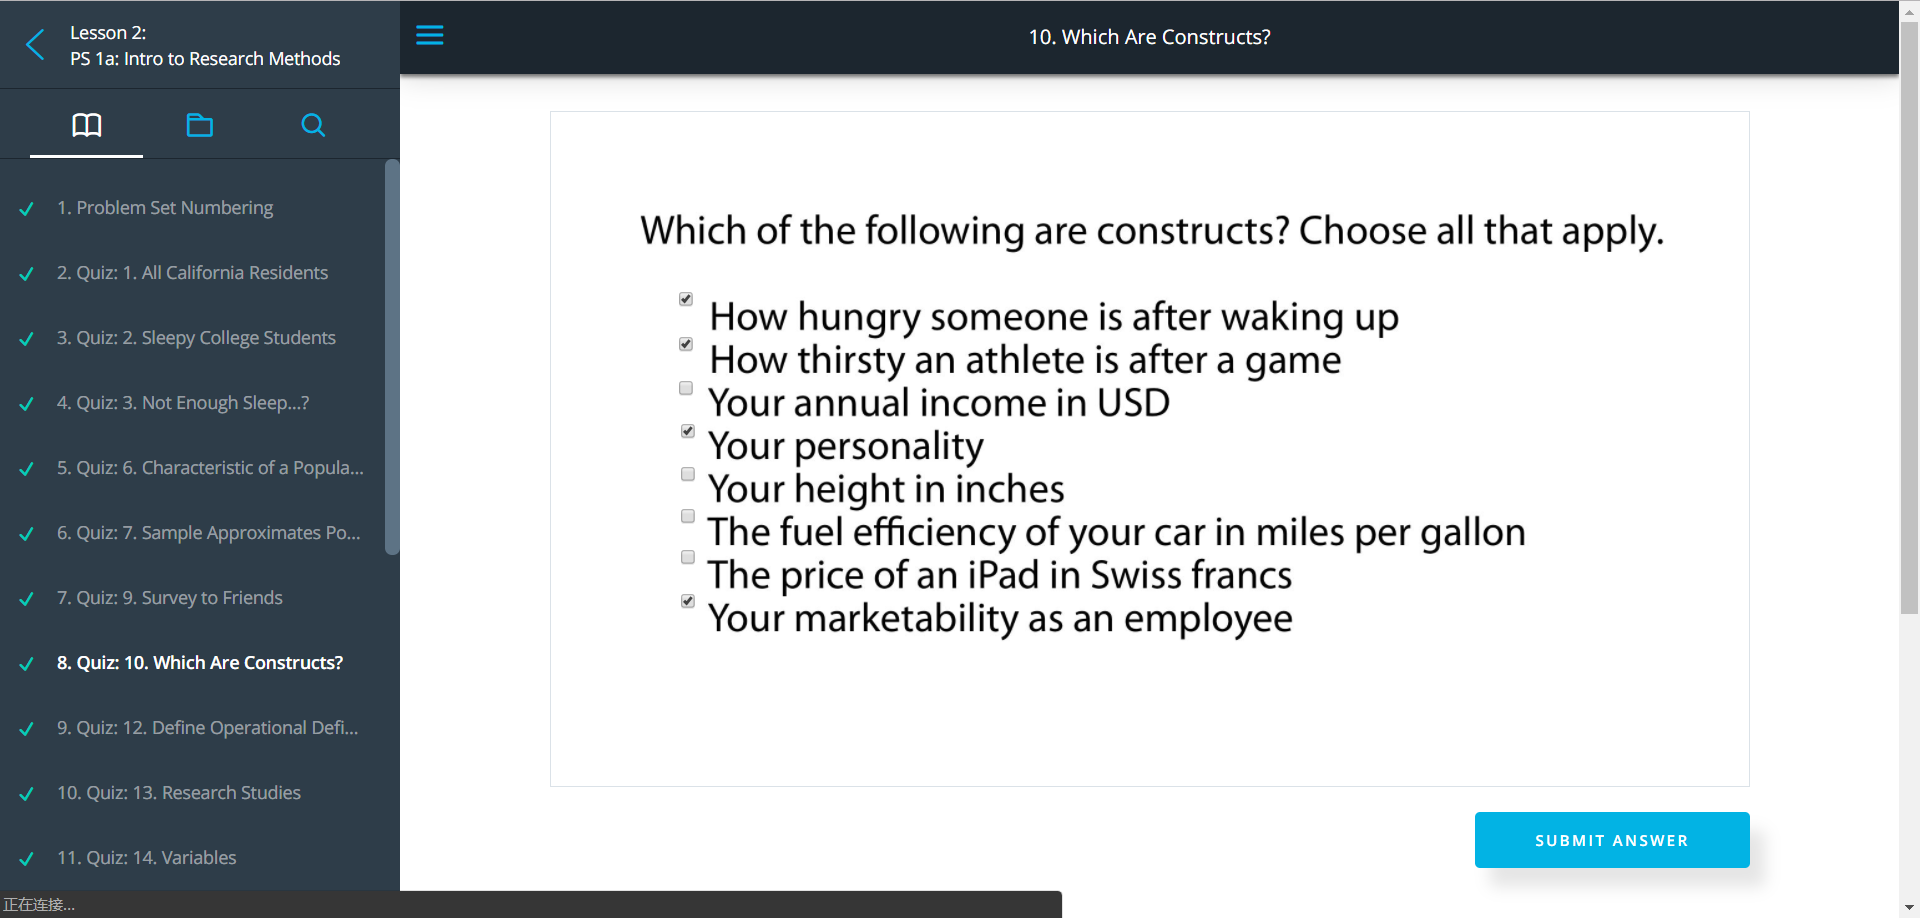 Lesson 2:
PS 1a: Intro to Research Methods
1. Problem Set Numbering
2. Quiz: 1. All California Residents
3. Quiz: 2. Sleepy College Students
4. Quiz: 3. Not Enough Sleep...?
5. Quiz: 6. Characteristic of a Popula...
6. Quiz: 7. Sample Approximates Po...
7. Quiz: 9. Survey to Friends
8. Quiz: 10. Which Are Constructs?
9. Quiz: 12. Define Operational Defi...
10. Quiz: 13. Research Studies
11. Quiz: 14. Variables
正在连接...
10. Which Are Constructs?
Which of the following are constructs? Choose all that apply.
How hungry someone is after waking up
How thirsty an athlete is after a game
Your annual income in USD
Your personality
Your height in inches
The fuel efficiency of your car in miles per gallon
The price of an iPad in Swiss francs
Your marketability as an employee
SUBMIT ANSWER